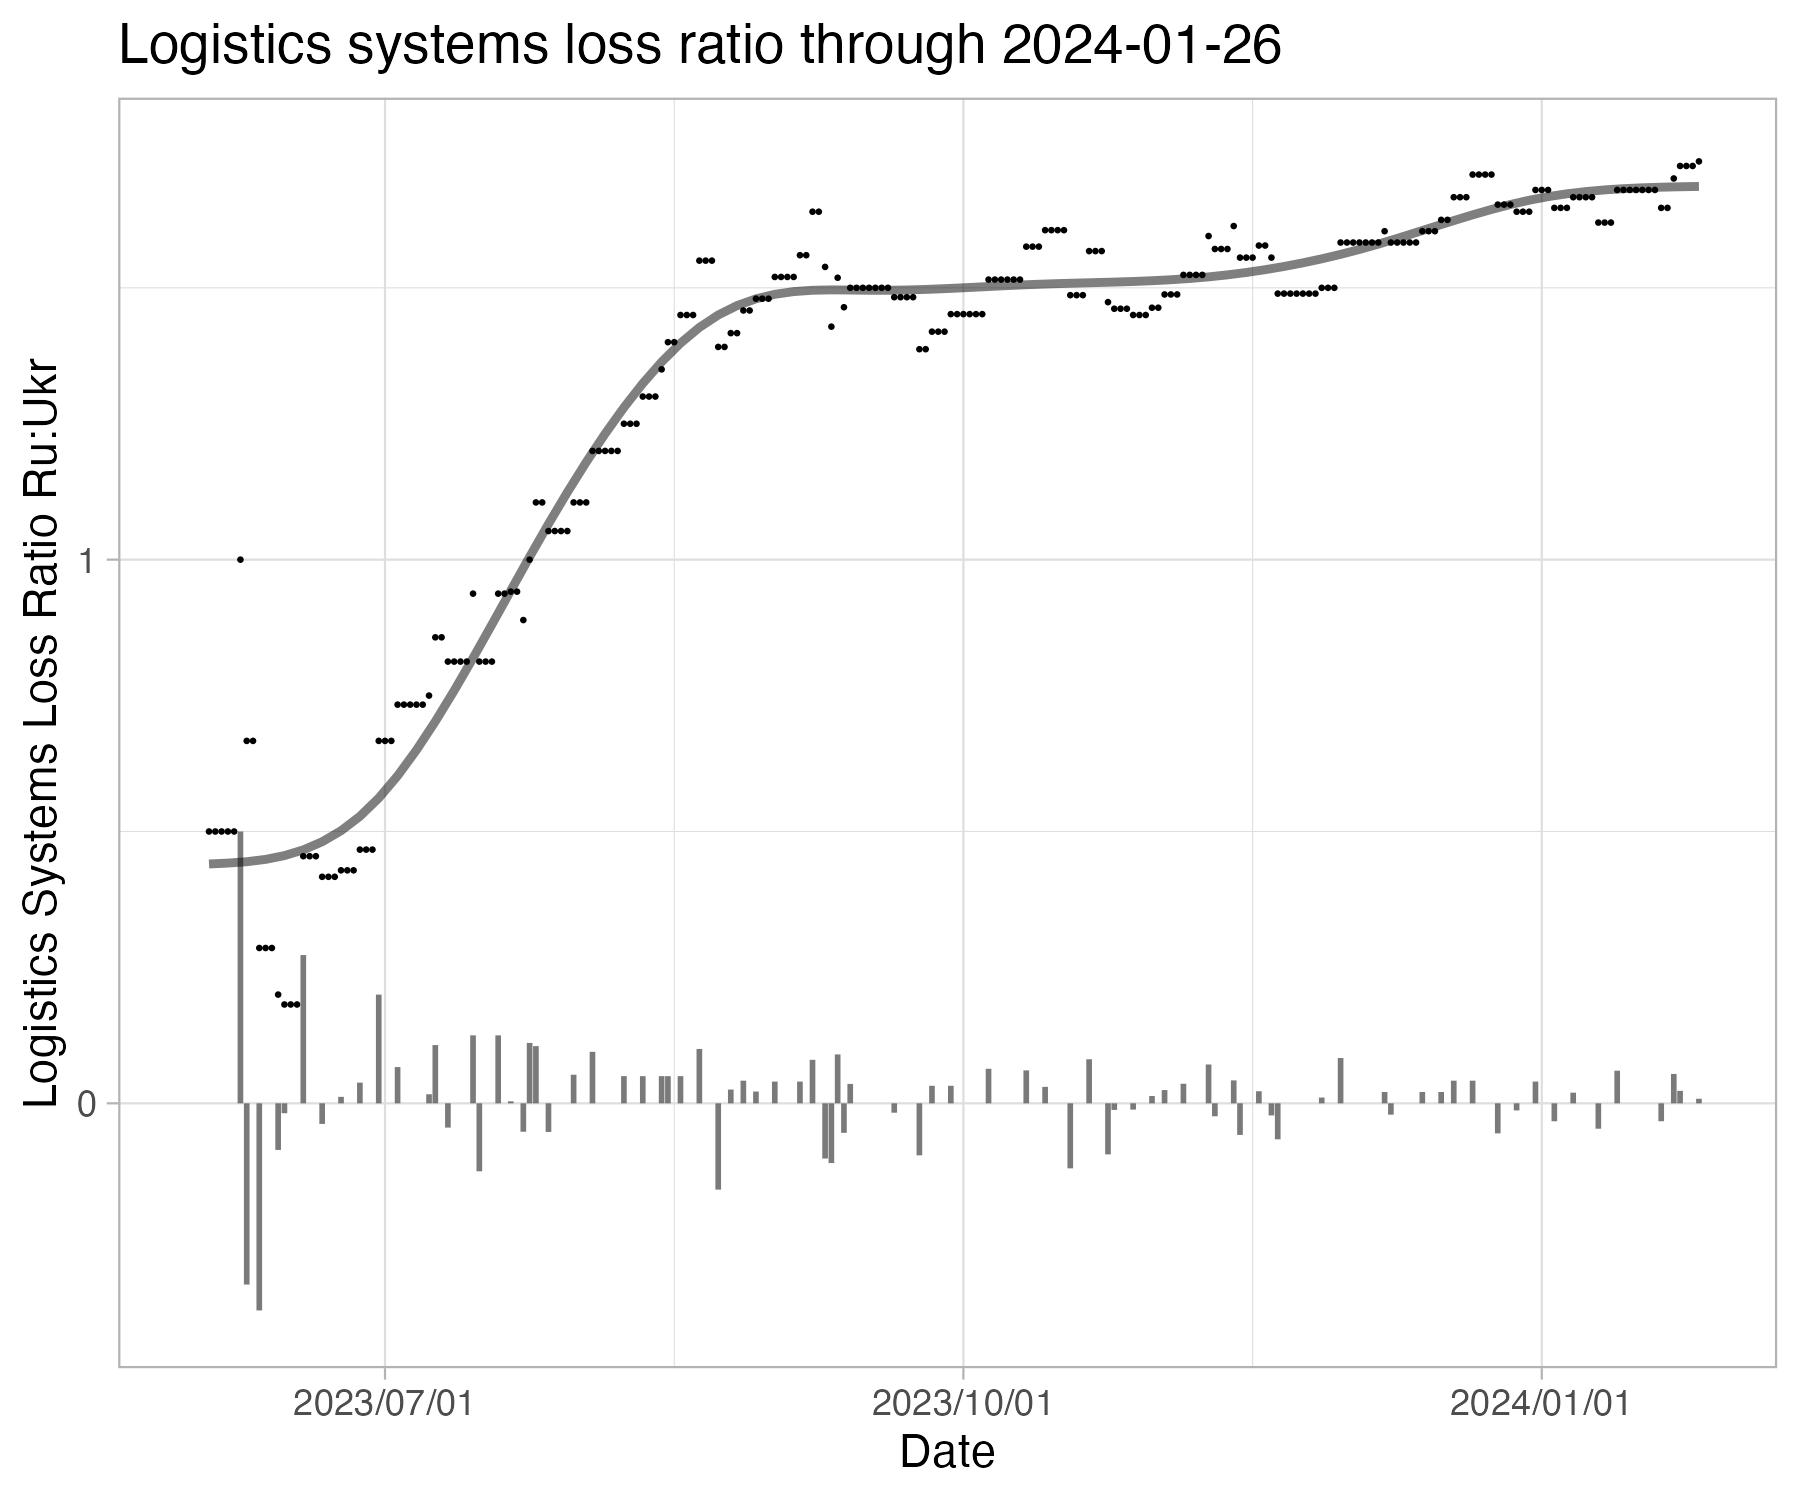 Logistics systems loss ratio through 2024-01-26
Logistics Systems Loss Ratio Ru:Ukr
1
0
2023/07/01
2023/10/01
2024/01/01
Date